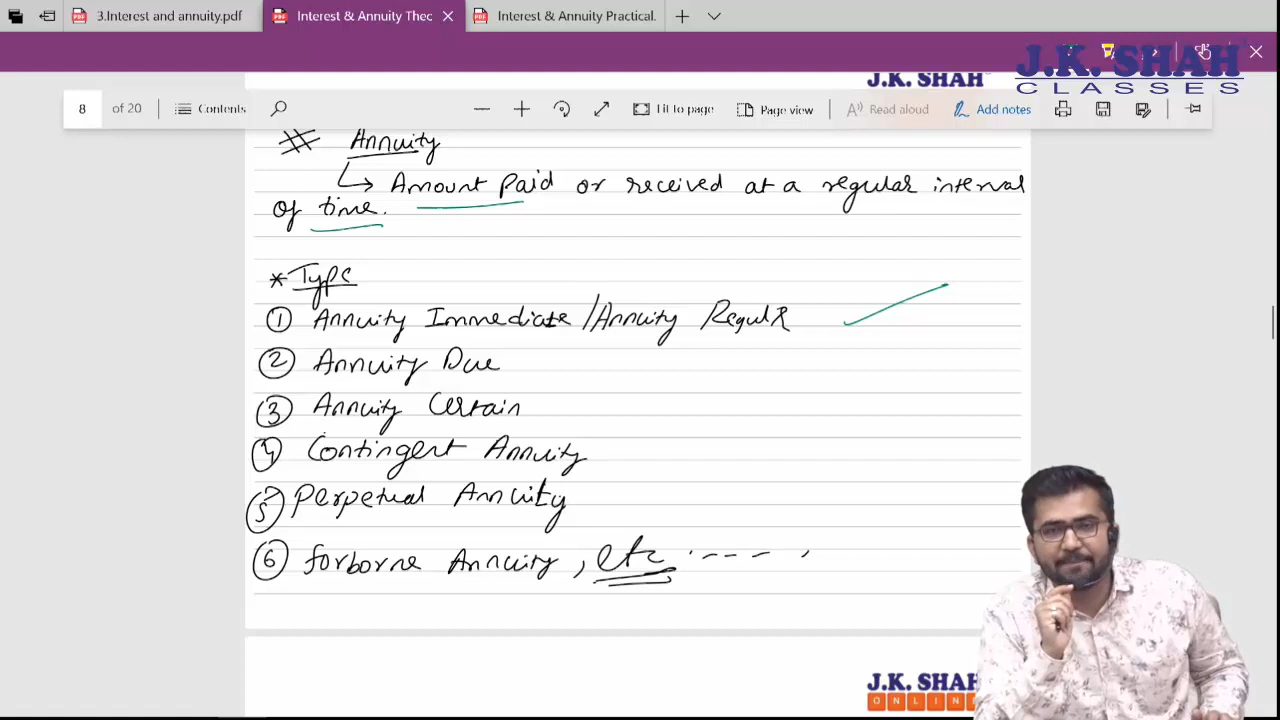 3.Interest and annuity.pdf
Interest & Annuity Thec
Interest & Annuity Practical.
J.K. SHAH
CLASSES
J.K. SHAH
8 of 20
Contents
Fit to page
Page view
Read aloud
Add notes
Annuity
Amount Paid or received at a regular interval
of time.
* Type
① Annuity Immediate / Annuity Regular
② Annuity Due
③ Annuity Certain
④ Contingent Annuity
⑤ Perpetual Annuity
⑥ forborne Annuity, etc ----,
J.K. SHAH
ONLINE